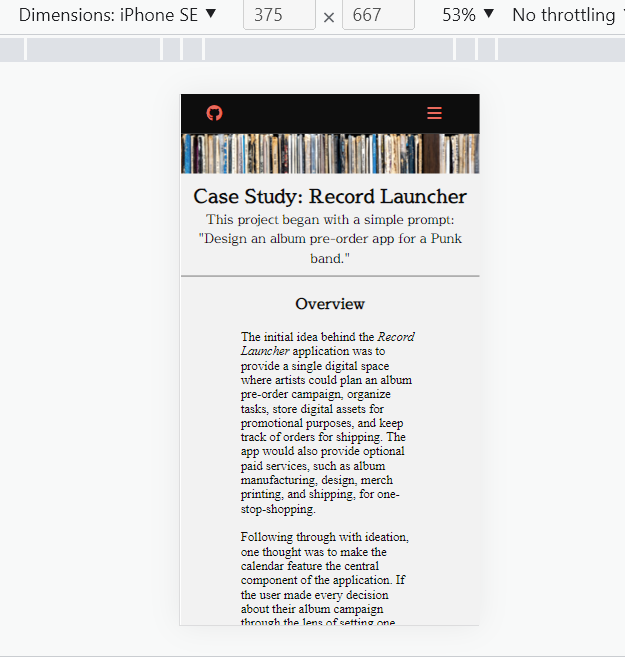 Dimensions: iPhone SE ▼ 375 × 667 53% ▼ No throttling
Case Study: Record Launcher
This project began with a simple prompt:
"Design an album pre-order app for a Punk
band."
Overview
The initial idea behind the Record
Launcher application was to
provide a single digital space
where artists could plan an album
pre-order campaign, organize
tasks, store digital assets for
promotional purposes, and keep
track of orders for shipping. The
app would also provide optional
paid services, such as album
manufacturing, design, merch
printing, and shipping, for one-
stop-shopping.
Following through with ideation,
one thought was to make the
calendar feature the central
component of the application. If
the user made every decision
about their album campaign
through the lens of setting one